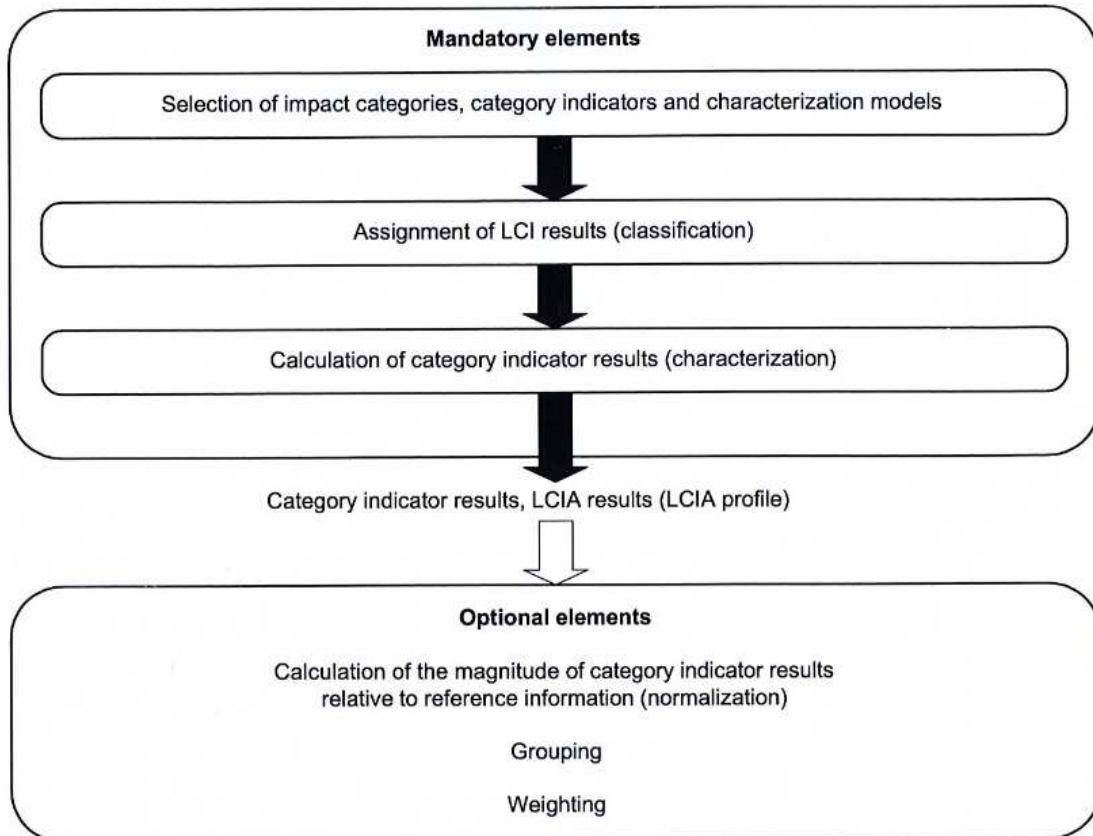 Mandatory elements
Selection of impact categories, category indicators and characterization models
Assignment of LCI results (classification)
Calculation of category indicator results (characterization)
Category indicator results, LCIA results (LCIA profile)
Optional elements
Calculation of the magnitude of category indicator results
relative to reference information (normalization)
Grouping
Weighting